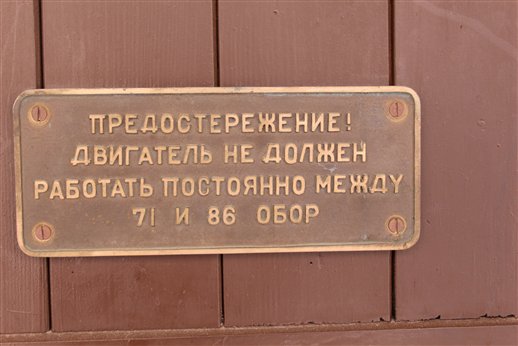 ПРЕДОСТЕРЕЖЕНИЕ!
ДВИГАТЕЛЬ НЕ ДОЛЖЕН
РАБОТАТЬ ПОСТОЯННО МЕЖДУ
71 И 86 ОБОР